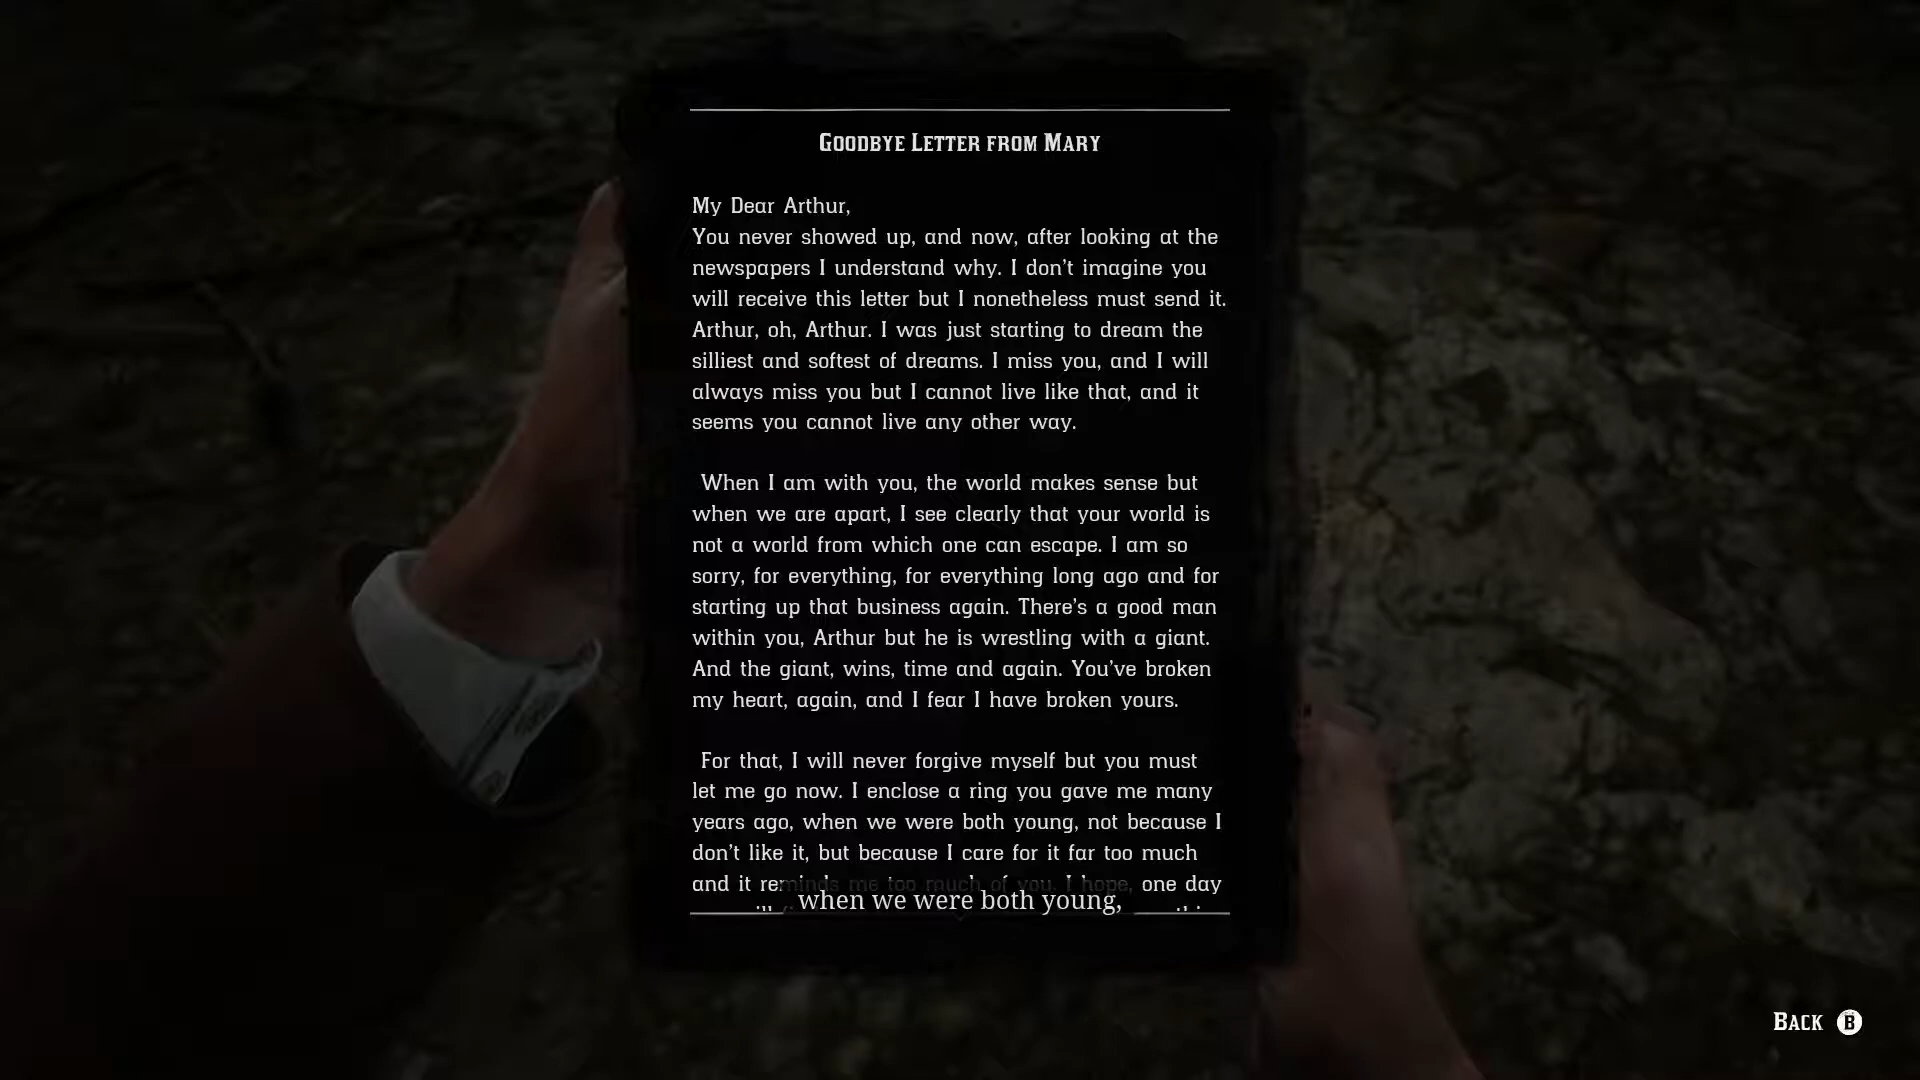 Goodbye Letter from Mary
My Dear Arthur,
You never showed up, and now, after looking at the
newspapers I understand why. I don't imagine you
will receive this letter but I nonetheless must send it.
Arthur, oh, Arthur. I was just starting to dream the
silliest and softest of dreams. I miss you, and I will
always miss you but I cannot live like that, and it
seems you cannot live any other way.
When I am with you, the world makes sense but
when we are apart, I see clearly that your world is
not a world from which one can escape. I am so
sorry, for everything, for everything long ago and for
starting up that business again. There's a good man
within you, Arthur but he is wrestling with a giant.
And the giant, wins, time and again. You've broken
my heart, again, and I fear I have broken yours.
For that, I will never forgive myself but you must
let me go now. I enclose a ring you gave me many
years ago, when we were both young, not because I
don't like it, but because I care for it far too much
and it reminds me too much of you. I hope, one day
when we were both young,
Back B